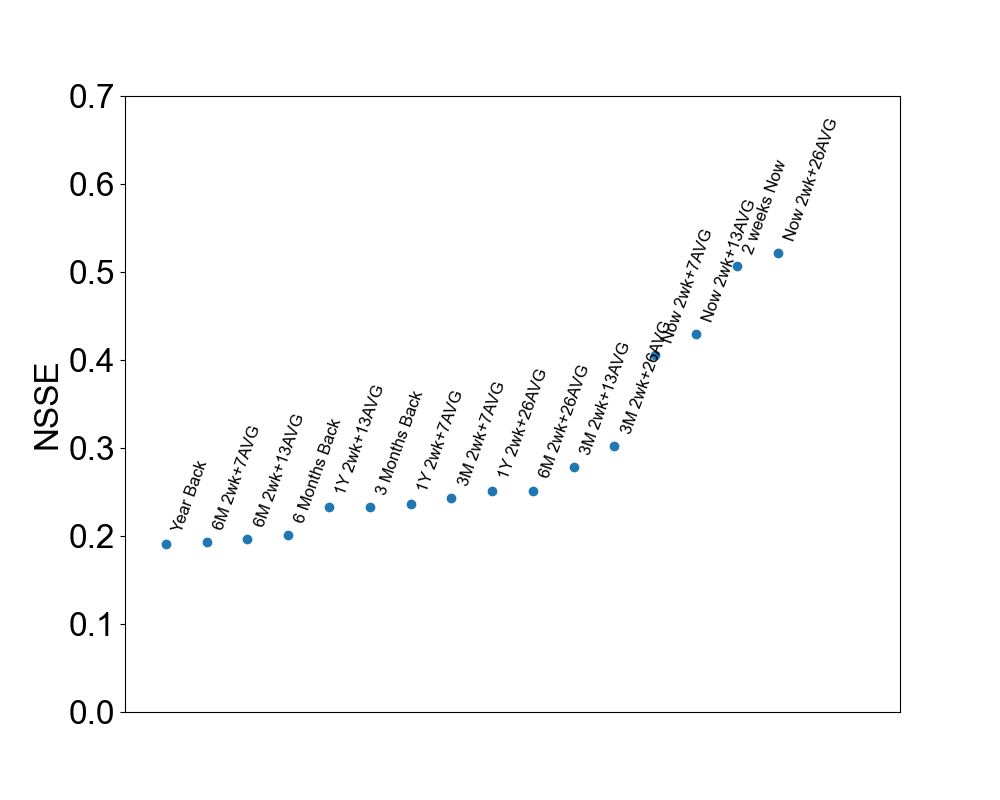 0.7
0.6
0.5
0.4
0.3
0.2
0.1
0.0
NSSE
Year Back
6M 2wk+7AVG
6M 2wk+13AVG
6 Months Back
1Y 2wk+13AVG
3 Months Back
1Y 2wk+7AVG
3M 2wk+7AVG
1Y 2wk+26AVG
6M 2wk+26AVG
3M 2wk+13AVG
3M 2wk+26AVG
Now 2wk+7AVG
Now 2wk+13AVG
2 weeks Now
Now 2wk+26AVG